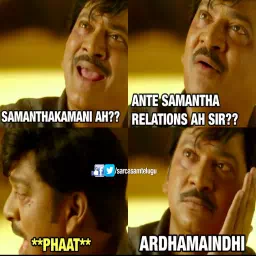 SAMANTHAKAMANI AH??
ANTE SAMANTHA
RELATIONS AH SIR??
/sarcasamtelugu
**PHAAT**
ARDHAMAINDHI